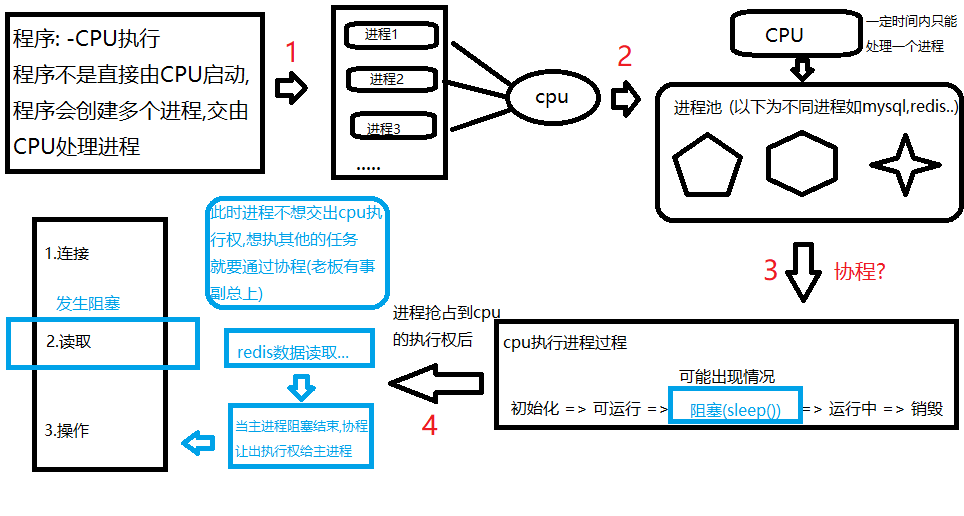 程序: -CPU执行
程序不是直接由CPU启动,
程序会创建多个进程,交由
CPU处理进程
1
进程1
进程2
进程3
.....
cpu
2
CPU
一定时间内只能
处理一个进程
进程池 (以下为不同进程如mysql,redis..)
3
协程?
cpu执行进程过程
可能出现情况
初始化 => 可运行 => 阻塞(sleep()) => 运行中 => 销毁
进程抢占到cpu
的执行权后
4
此时进程不想交出cpu执
行权,想执其他的任务
就要通过协程(老板有事
副总上)
redis数据读取...
当主进程阻塞结束,协程
让出执行权给主进程
1.连接
发生阻塞
2.读取
3.操作